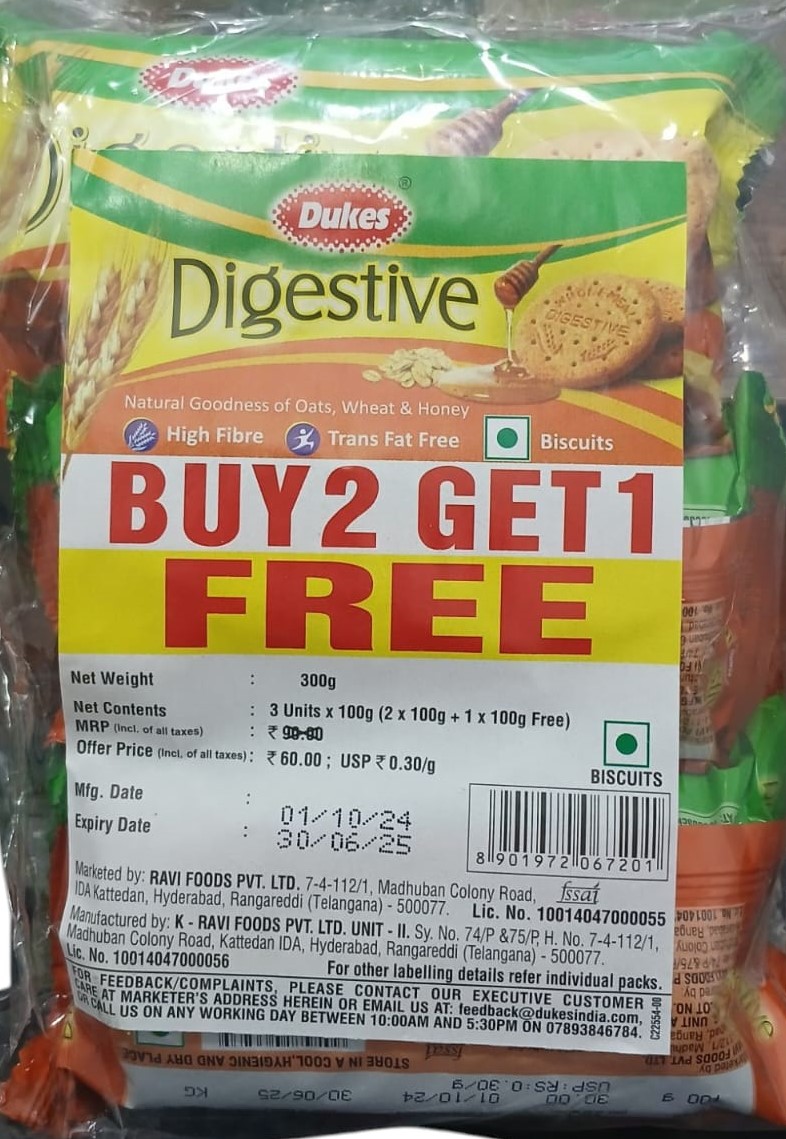 Dukes
Dukes®
Digestive
WHOLE-MEAL
DIGESTIVE
Natural Goodness of Oats, Wheat & Honey
High Fibre Trans Fat Free Biscuits
BUY 2 GET 1
FREE
Net Weight : 300g
Net Contents : 3 Units x 100g (2 x 100g + 1 x 100g Free)
MRP (Incl. of all taxes) : ₹ 90.00
Offer Price (Incl. of all taxes) : ₹ 60.00 ; USP ₹ 0.30/g
BISCUITS
Mfg. Date : 01/10/24
Expiry Date : 30/06/25
8 901972 067201
Marketed by: RAVI FOODS PVT. LTD. 7-4-112/1, Madhuban Colony Road,
IDA Kattedan, Hyderabad, Rangareddi (Telangana) - 500077.
fssai
Lic. No. 10014047000055
Manufactured by: K - RAVI FOODS PVT. LTD. UNIT - II. Sy. No. 74/P &75/P, H. No. 7-4-112/1,
Madhuban Colony Road, Kattedan IDA, Hyderabad, Rangareddi (Telangana) - 500077.
Lic. No. 10014047000056 For other labelling details refer individual packs.
FOR FEEDBACK/COMPLAINTS, PLEASE CONTACT OUR EXECUTIVE CUSTOMER
CARE AT MARKETER'S ADDRESS HEREIN OR EMAIL US AT: feedback@dukesindia.com,
OR CALL US ON ANY WORKING DAY BETWEEN 10:00AM AND 5:30PM ON 07893846784.
C22554-00
STORE IN A COOL, HYGIENIC AND DRY PLACE
fssai
100 g 30.00 01/10/24 30/06/25 KG
USP:RS:0.30/g